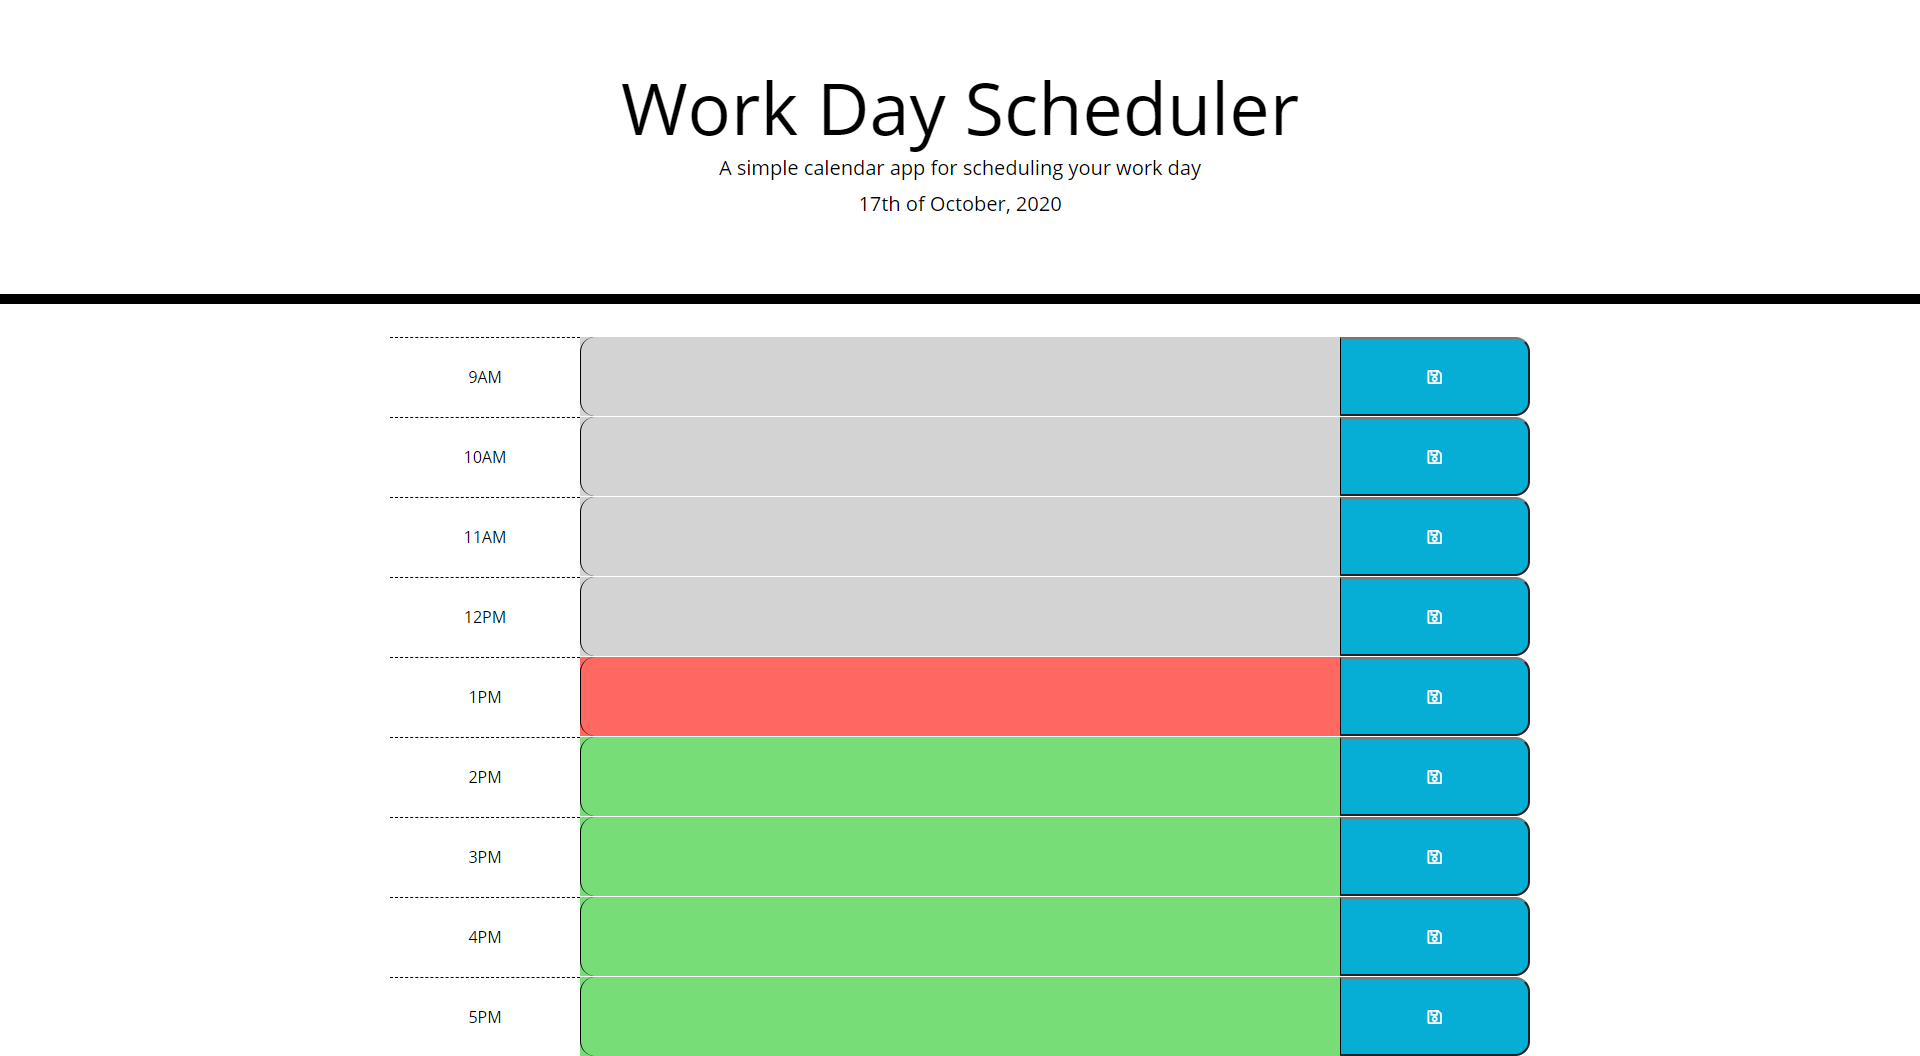 Work Day Scheduler
A simple calendar app for scheduling your work day
17th of October, 2020
9AM
10AM
11AM
12PM
1PM
2PM
3PM
4PM
5PM